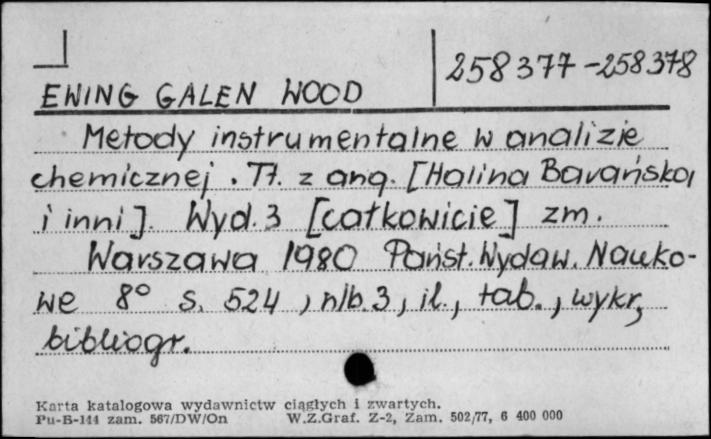 258377-258378
EWING GALEN WOOD
Metody instrumentalne w analizie
chemicznej. Tł. z ang. [Halina Barańska,
i inni]. Wyd. 3 [całkowicie] zm.
Warszawa 1980 Państ. Wydaw. Nauko-
we 8° s. 524, nlb. 3, il., tab., wykr.,
bibliogr.
Karta katalogowa wydawnictw ciągłych i zwartych.
Pu-B-144 zam. 567/DW/On W.Z.Graf. Z-2, Zam. 502/77, 6 400 000